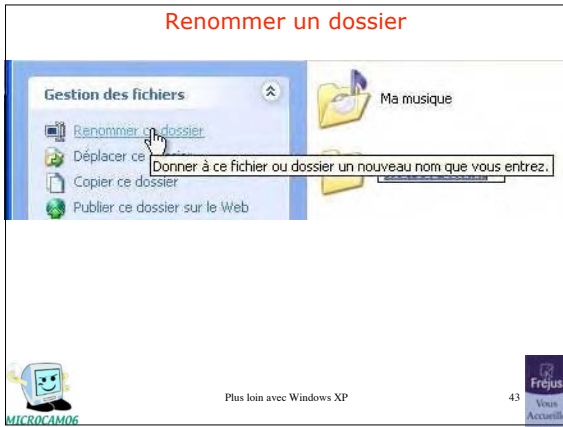 Renommer un dossier
Gestion des fichiers
Ma musique
Renommer ce dossier
Déplacer ce
Donner à ce fichier ou dossier un nouveau nom que vous entrez.
Copier ce dossier
Publier ce dossier sur le Web
MICROCAM06
Plus loin avec Windows XP
43
Fréjus
Vous
Accueille